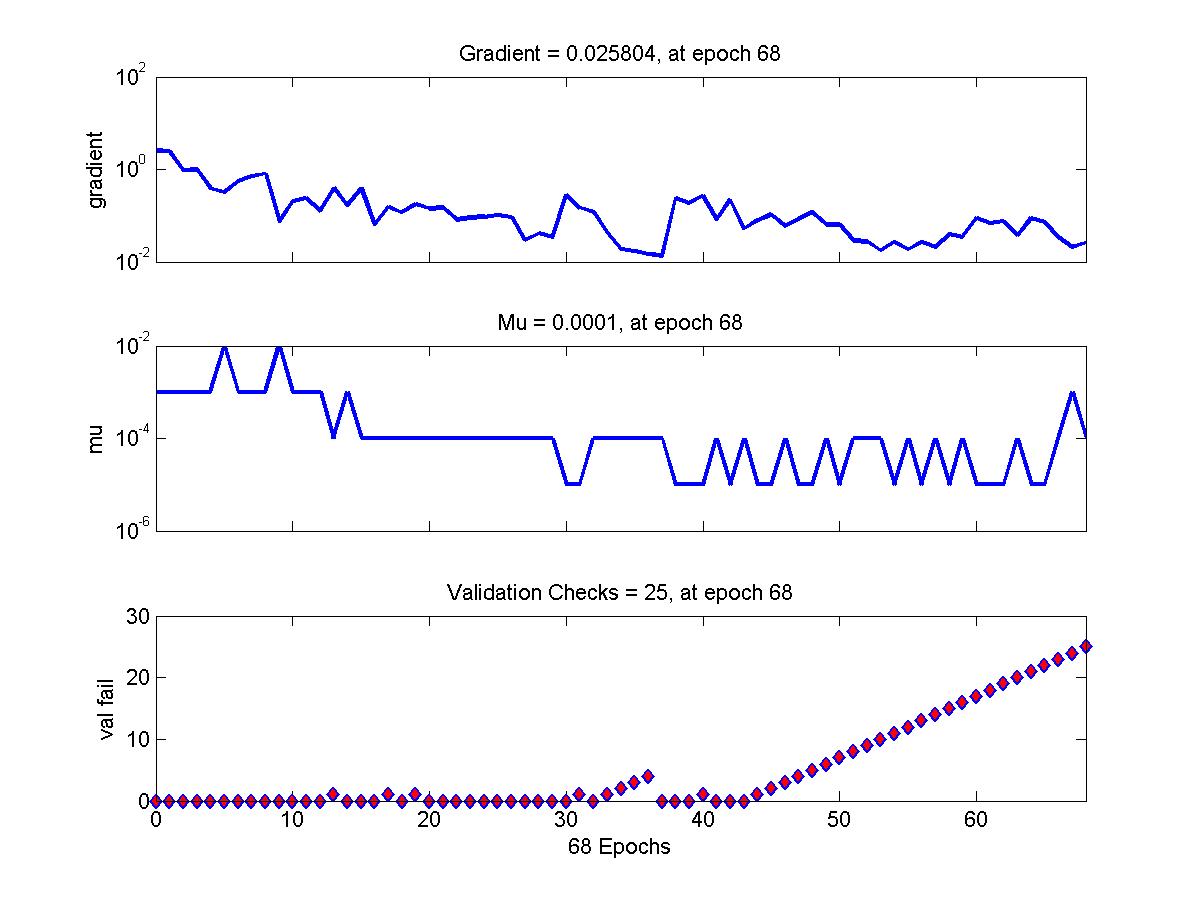 Gradient = 0.025804, at epoch 68
10^2
10^0
10^-2
gradient
Mu = 0.0001, at epoch 68
10^-2
10^-4
10^-6
mu
Validation Checks = 25, at epoch 68
30
20
10
0
val fail
0 10 20 30 40 50 60
68 Epochs